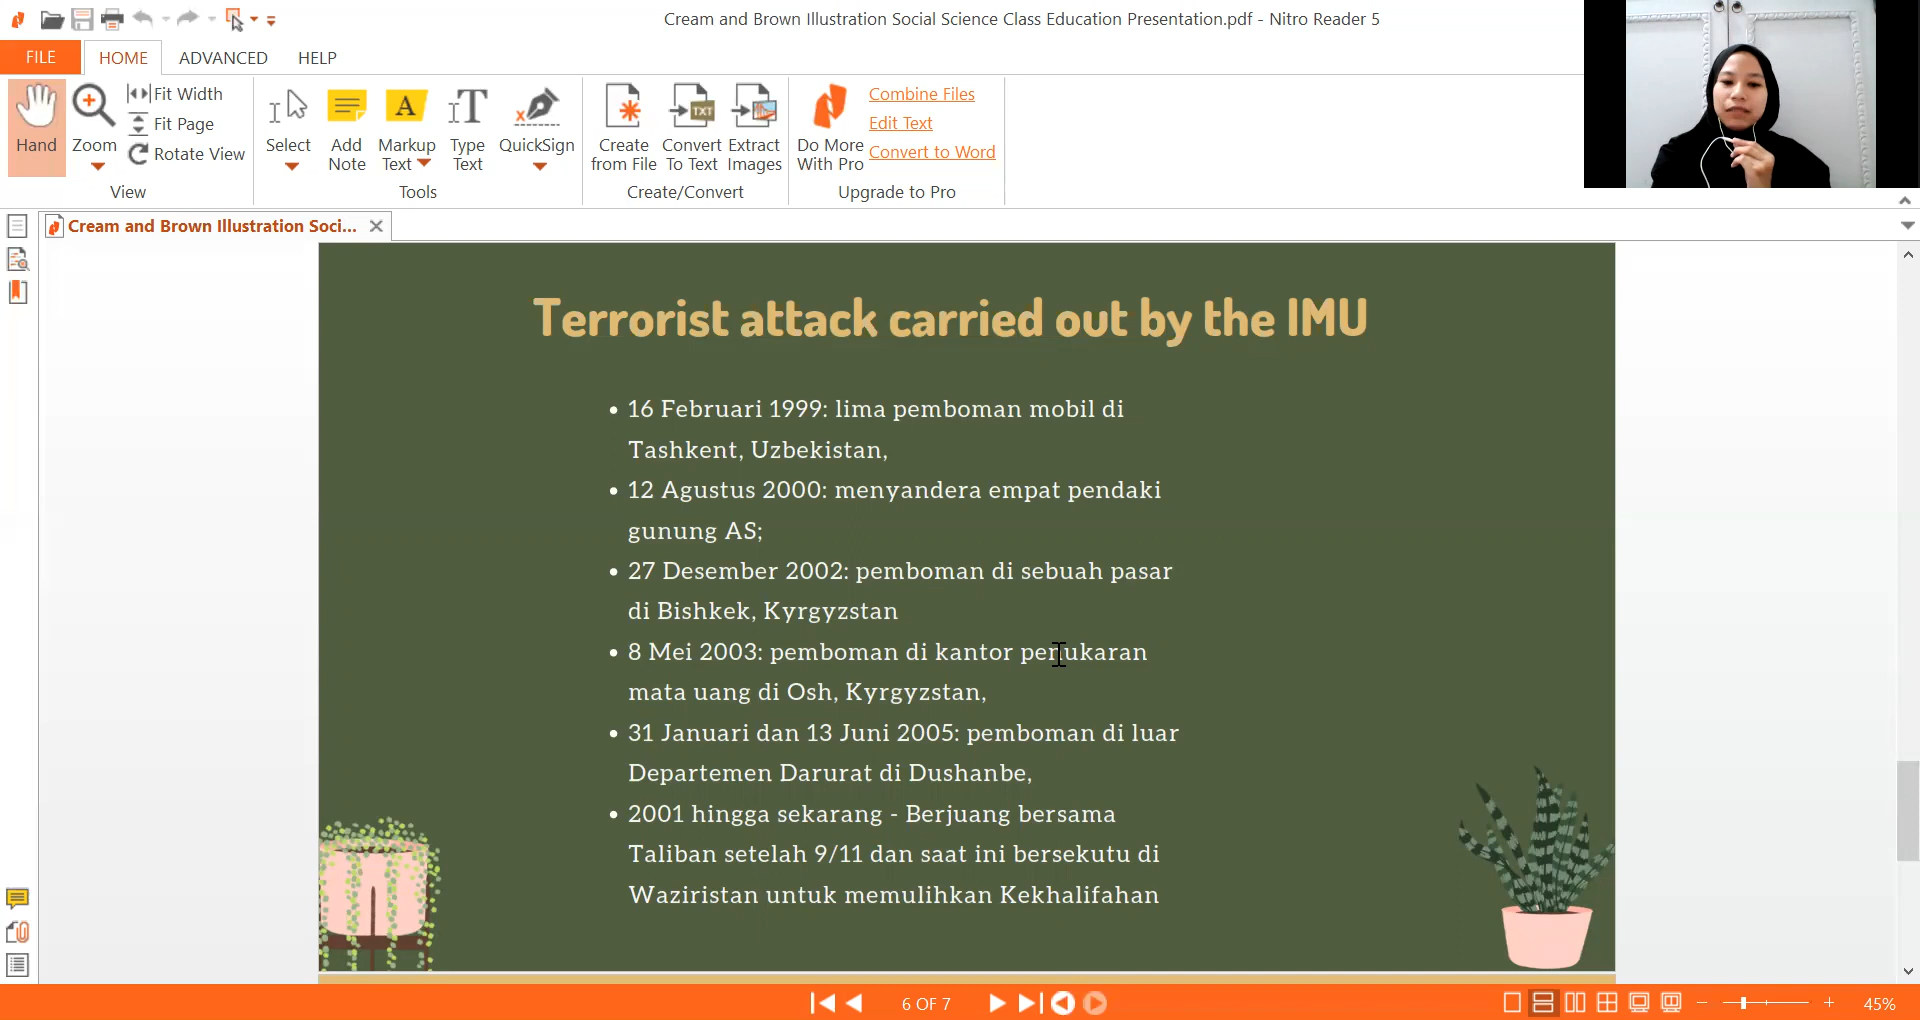 Cream and Brown Illustration Social Science Class Education Presentation.pdf - Nitro Reader 5
FILE
HOME
ADVANCED
HELP
Hand
Zoom
Fit Width
Fit Page
Rotate View
View
Select
Add
Note
Markup
Text
Type
Text
QuickSign
Tools
Create
from File
Convert
To Text
Extract
Images
Create/Convert
Do More
With Pro
Combine Files
Edit Text
Convert to Word
Upgrade to Pro
Cream and Brown Illustration Soci...
Terrorist attack carried out by the IMU
• 16 Februari 1999: lima pemboman mobil di
Tashkent, Uzbekistan,
• 12 Agustus 2000: menyandera empat pendaki
gunung AS;
• 27 Desember 2002: pemboman di sebuah pasar
di Bishkek, Kyrgyzstan
• 8 Mei 2003: pemboman di kantor penukaran
mata uang di Osh, Kyrgyzstan,
• 31 Januari dan 13 Juni 2005: pemboman di luar
Departemen Darurat di Dushanbe,
• 2001 hingga sekarang - Berjuang bersama
Taliban setelah 9/11 dan saat ini bersekutu di
Waziristan untuk memulihkan Kekhalifahan
6 OF 7
45%